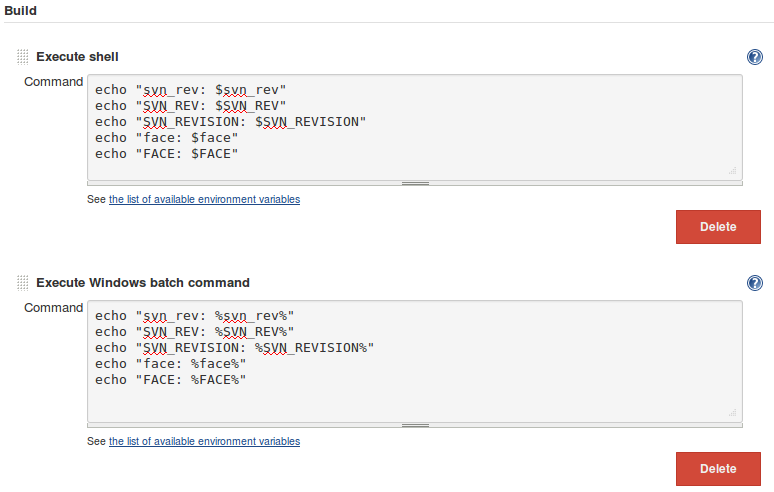 Build
Execute shell
Command
echo "svn_rev: $svn_rev"
echo "SVN_REV: $SVN_REV"
echo "SVN_REVISION: $SVN_REVISION"
echo "face: $face"
echo "FACE: $FACE"
See the list of available environment variables
Delete
Execute Windows batch command
Command
echo "svn_rev: %svn_rev%"
echo "SVN_REV: %SVN_REV%"
echo "SVN_REVISION: %SVN_REVISION%"
echo "face: %face%"
echo "FACE: %FACE%"
See the list of available environment variables
Delete